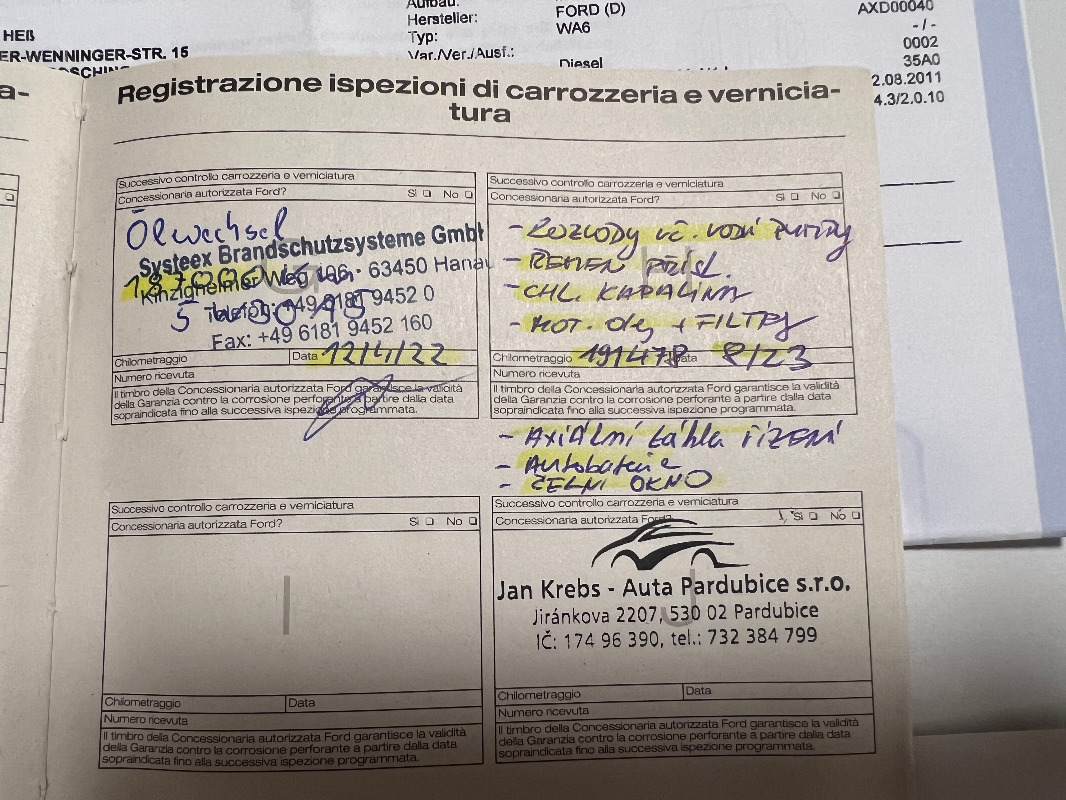 Aufbau:
Hersteller:
FORD (D)
Typ:
WA6
Var./Ver./Ausf.:
Diesel
AXD00040
- / -
0002
35A0
2.08.2011
4.3/2.0.10
HEß
ER-WENNINGER-STR. 15
a-
Registrazione ispezioni di carrozzeria e vernicia-
tura
Successivo controllo carrozzeria e verniciatura
Concessionaria autorizzata Ford? Sì No
Ölwechsel
Systeex Brandschutzsysteme GmbH
187000
Kinzigheimer Weg 106 · 63450 Hanau
5W30
Telefon: +49 6181 9452 0
Fax: +49 6181 9452 160
Chilometraggio Data 12/4/22
Numero ricevuta
Il timbro della Concessionaria autorizzata Ford garantisce la validità
della Garanzia contro la corrosione perforante a partire dalla data
sopraindicata fino alla successiva ispezione programmata.
Successivo controllo carrozzeria e verniciatura
Concessionaria autorizzata Ford? Sì No
- ROZVODY vč. vodní PUMPY
- ŘEMEN PŘÍSL.
- CHL. KAPALINA
- MOT. Olej + FILTRY
Chilometraggio 191478 Data 8/23
Numero ricevuta
Il timbro della Concessionaria autorizzata Ford garantisce la validità
della Garanzia contro la corrosione perforante a partire dalla data
sopraindicata fino alla successiva ispezione programmata.
- Axiální táhla ŘÍZENÍ
- Autobaterie
- ČELNÍ OKNO
Successivo controllo carrozzeria e verniciatura
Concessionaria autorizzata Ford? Sì No
I
Chilometraggio Data
Numero ricevuta
Il timbro della Concessionaria autorizzata Ford garantisce la validità
della Garanzia contro la corrosione perforante a partire dalla data
sopraindicata fino alla successiva ispezione programmata.
Successivo controllo carrozzeria e verniciatura
Concessionaria autorizzata Ford? Sì No
J
Jan Krebs - Auta Pardubice s.r.o.
Jiránkova 2207, 530 02 Pardubice
IČ: 174 96 390, tel.: 732 384 799
Chilometraggio Data
Numero ricevuta
Il timbro della Concessionaria autorizzata Ford garantisce la validità
della Garanzia contro la corrosione perforante a partire dalla data
sopraindicata fino alla successiva ispezione programmata.